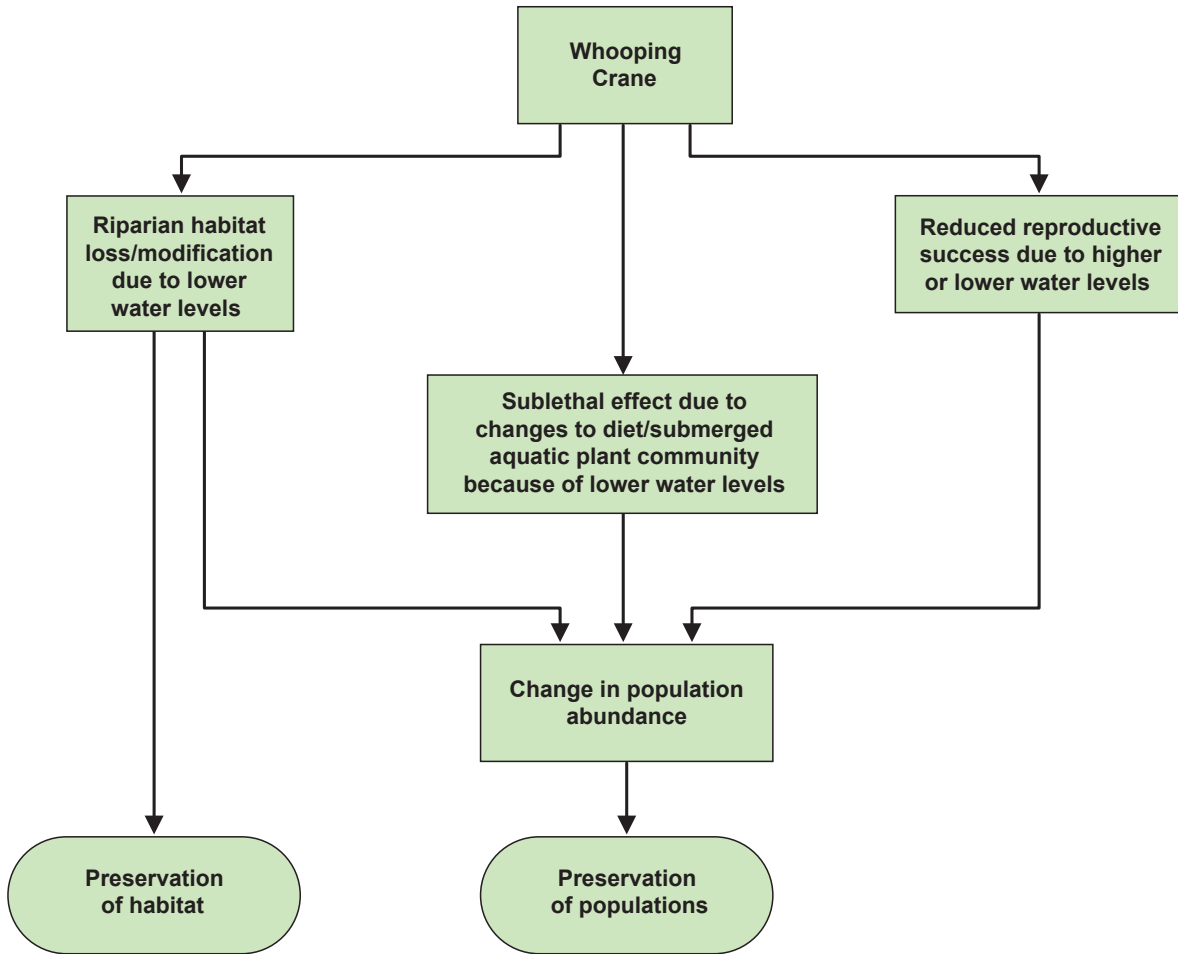 Whooping
Crane
Riparian habitat
loss/modification
due to lower
water levels
Reduced reproductive
success due to higher
or lower water levels
Sublethal effect due to
changes to diet/submerged
aquatic plant community
because of lower water levels
Change in population
abundance
Preservation
of habitat
Preservation
of populations